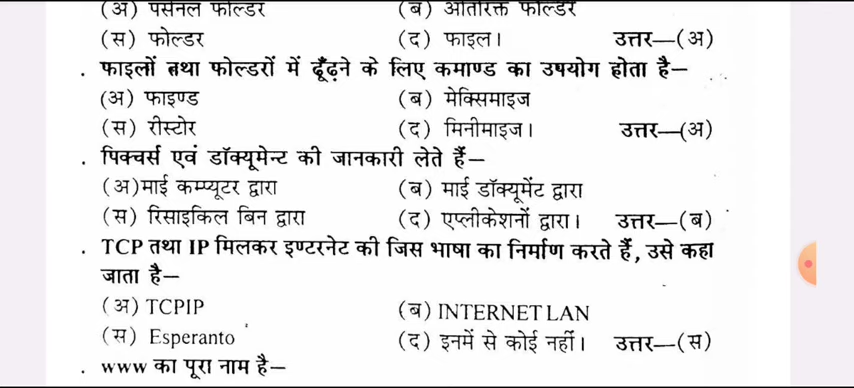 (अ) पर्सनल फोल्डर (ब) अतिरिक्त फोल्डर
(स) फोल्डर (द) फाइल। उत्तर—(अ)
. फाइलों तथा फोल्डरों में ढूँढ़ने के लिए कमाण्ड का उपयोग होता है—
(अ) फाइण्ड (ब) मेक्सिमाइज
(स) रीस्टोर (द) मिनीमाइज। उत्तर—(अ)
. पिक्चर्स एवं डॉक्यूमेन्ट की जानकारी लेते हैं—
(अ)माई कम्प्यूटर द्वारा (ब) माई डॉक्यूमेंट द्वारा
(स) रिसाइकिल बिन द्वारा (द) एप्लीकेशनों द्वारा। उत्तर—(ब)
. TCP तथा IP मिलकर इण्टरनेट की जिस भाषा का निर्माण करते हैं, उसे कहा
जाता है—
(अ) TCPIP (ब) INTERNET LAN
(स) Esperanto (द) इनमें से कोई नहीं। उत्तर—(स)
. www का पूरा नाम है—